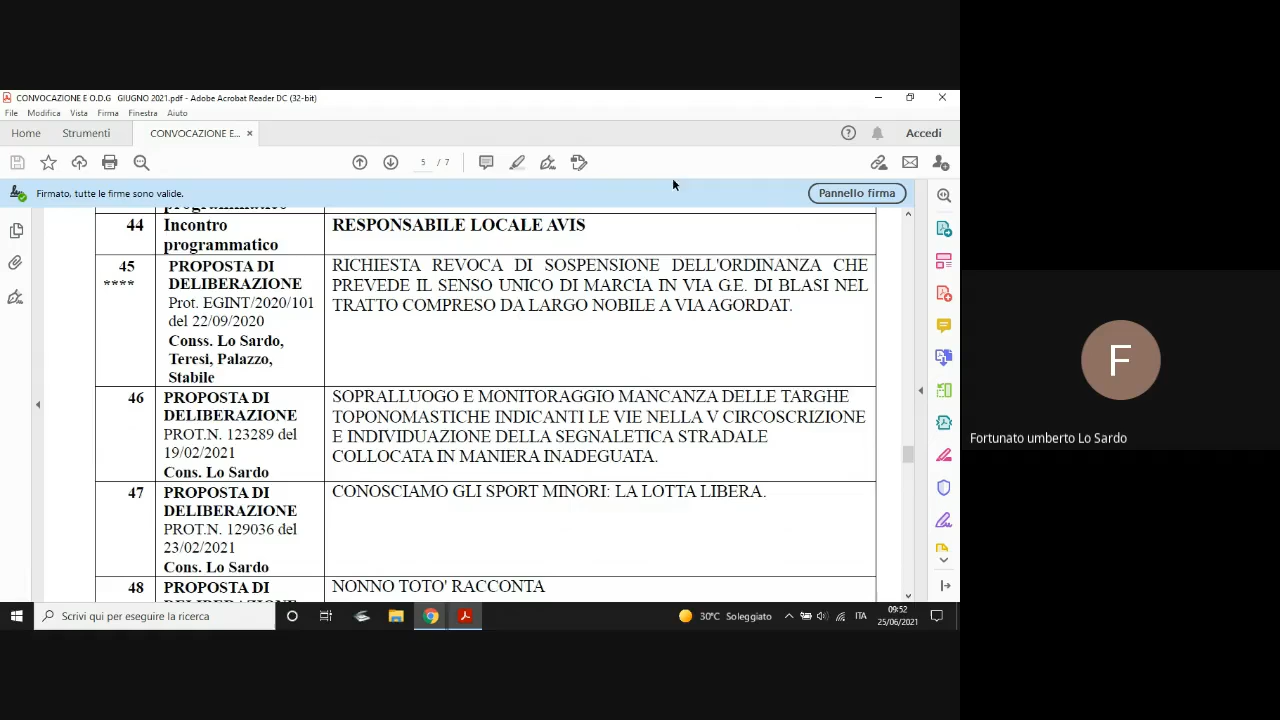 CONVOCAZIONE E O.D.G GIUGNO 2021.pdf - Adobe Acrobat Reader DC (32-bit)
File Modifica Vista Firma Finestra Aiuto
Home Strumenti CONVOCAZIONE E... × Accedi
5 / 7
Firmato, tutte le firme sono valide. Pannello firma
44 Incontro programmatico RESPONSABILE LOCALE AVIS
45 PROPOSTA DI RICHIESTA REVOCA DI SOSPENSIONE DELL'ORDINANZA CHE
**** DELIBERAZIONE PREVEDE IL SENSO UNICO DI MARCIA IN VIA G.E. DI BLASI NEL
Prot. EGINT/2020/101 TRATTO COMPRESO DA LARGO NOBILE A VIA AGORDAT.
del 22/09/2020
Conss. Lo Sardo,
Teresi, Palazzo,
Stabile
46 PROPOSTA DI SOPRALLUOGO E MONITORAGGIO MANCANZA DELLE TARGHE
DELIBERAZIONE TOPONOMASTICHE INDICANTI LE VIE NELLA V CIRCOSCRIZIONE
PROT.N. 123289 del E INDIVIDUAZIONE DELLA SEGNALETICA STRADALE
19/02/2021 COLLOCATA IN MANIERA INADEGUATA.
Cons. Lo Sardo
47 PROPOSTA DI CONOSCIAMO GLI SPORT MINORI: LA LOTTA LIBERA.
DELIBERAZIONE
PROT.N. 129036 del
23/02/2021
Cons. Lo Sardo
48 PROPOSTA DI NONNO TOTO' RACCONTA
Scrivi qui per eseguire la ricerca 30°C Soleggiato ITA 09:52
25/06/2021
F
Fortunato umberto Lo Sardo